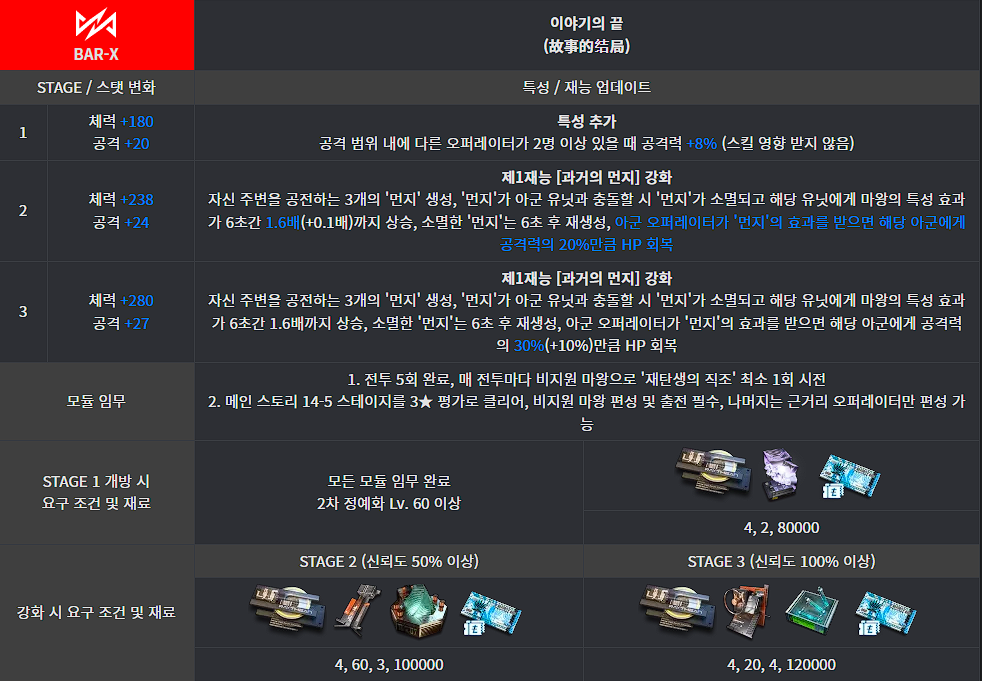 BAR-X
이야기의 끝
(故事的结局)
STAGE / 스탯 변화
특성 / 재능 업데이트
1
체력 +180
공격 +20
특성 추가
공격 범위 내에 다른 오퍼레이터가 2명 이상 있을 때 공격력 +8% (스킬 영향 받지 않음)
2
체력 +238
공격 +24
제1재능 [과거의 먼지] 강화
자신 주변을 공전하는 3개의 '먼지' 생성, '먼지'가 아군 유닛과 충돌할 시 '먼지'가 소멸되고 해당 유닛에게 마왕의 특성 효과
가 6초간 1.6배(+0.1배)까지 상승, 소멸한 '먼지'는 6초 후 재생성, 아군 오퍼레이터가 '먼지'의 효과를 받으면 해당 아군에게
공격력의 20%만큼 HP 회복
3
체력 +280
공격 +27
제1재능 [과거의 먼지] 강화
자신 주변을 공전하는 3개의 '먼지' 생성, '먼지'가 아군 유닛과 충돌할 시 '먼지'가 소멸되고 해당 유닛에게 마왕의 특성 효과
가 6초간 1.6배까지 상승, 소멸한 '먼지'는 6초 후 재생성, 아군 오퍼레이터가 '먼지'의 효과를 받으면 해당 아군에게 공격력
의 30%(+10%)만큼 HP 회복
모듈 임무
1. 전투 5회 완료, 매 전투마다 비지원 마왕으로 '재탄생의 직조' 최소 1회 시전
2. 메인 스토리 14-5 스테이지를 3★ 평가로 클리어, 비지원 마왕 편성 및 출전 필수, 나머지는 근거리 오퍼레이터만 편성 가
능
STAGE 1 개방 시
요구 조건 및 재료
모든 모듈 임무 완료
2차 정예화 Lv. 60 이상
4, 2, 80000
강화 시 요구 조건 및 재료
STAGE 2 (신뢰도 50% 이상)
STAGE 3 (신뢰도 100% 이상)
4, 60, 3, 100000
4, 20, 4, 120000